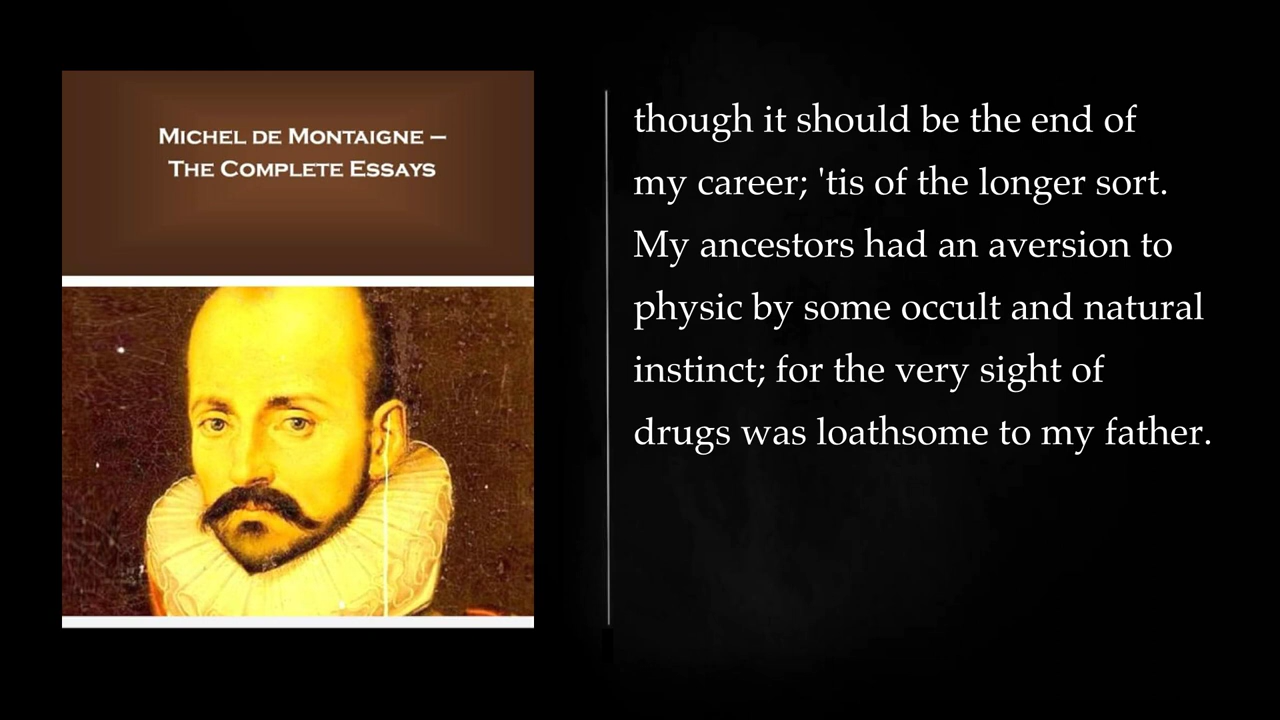 MICHEL DE MONTAIGNE –
THE COMPLETE ESSAYS
though it should be the end of
my career; 'tis of the longer sort.
My ancestors had an aversion to
physic by some occult and natural
instinct; for the very sight of
drugs was loathsome to my father.